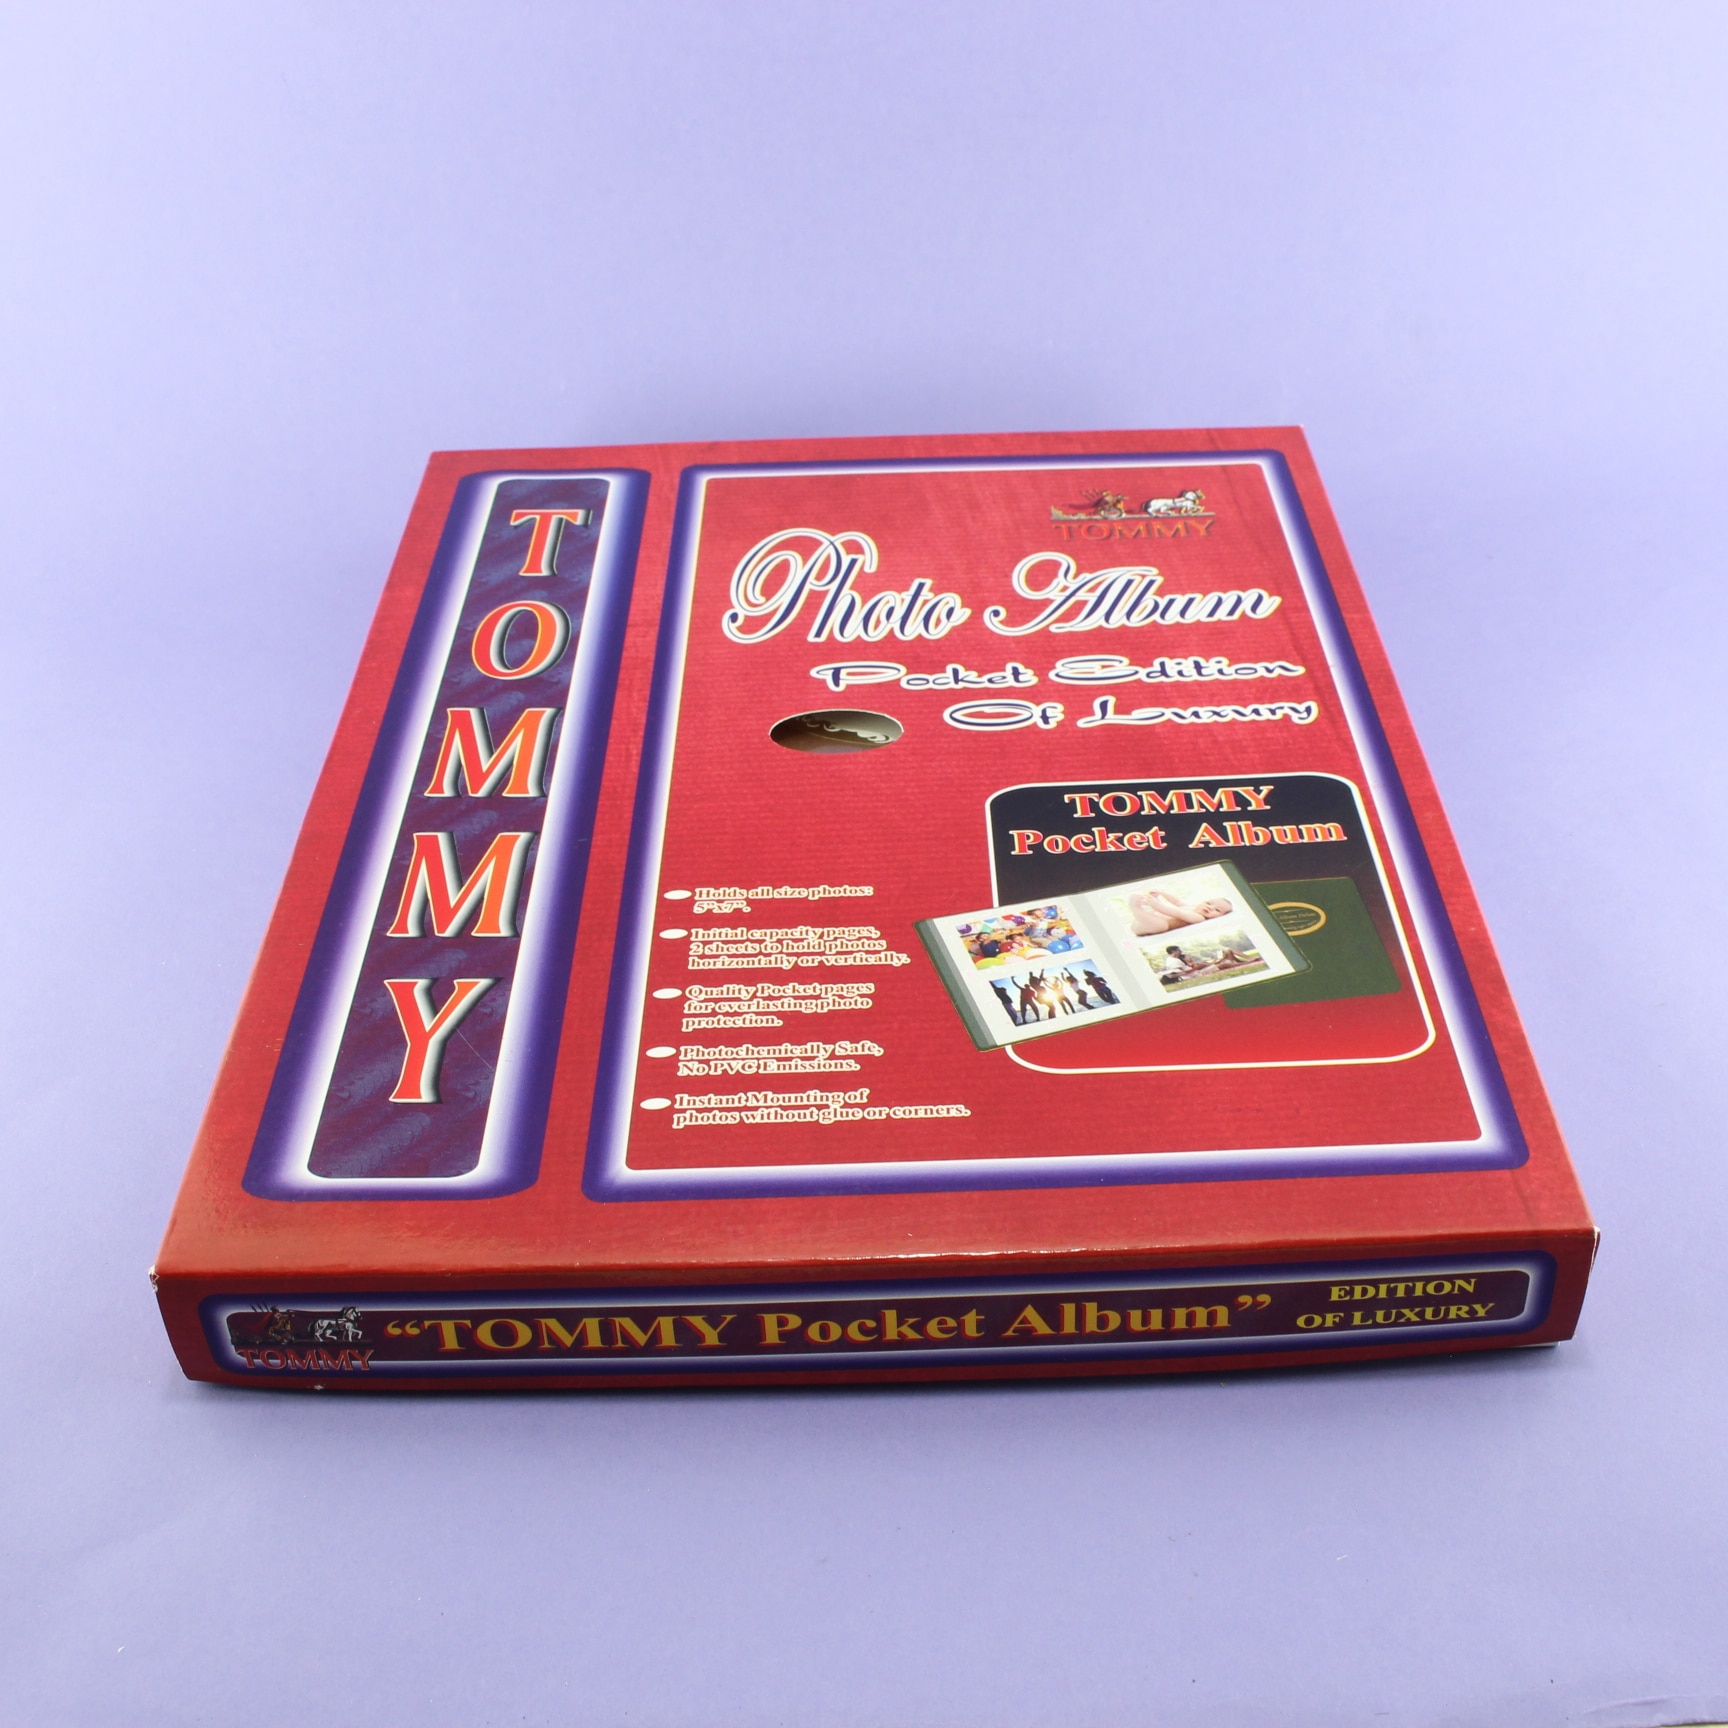 TOMMY
TOMMY
Photo Album
Pocket Edition
Of Luxury
TOMMY
Pocket Album
Holds all size photos:
5"x7".
Initial capacity pages,
2 sheets to hold photos
horizontally or vertically.
Quality Pocket pages
for everlasting photo
protection.
Photochemically Safe,
No PVC Emissions.
Instant Mounting of
photos without glue or corners.
TOMMY
“TOMMY Pocket Album”
EDITION
OF LUXURY